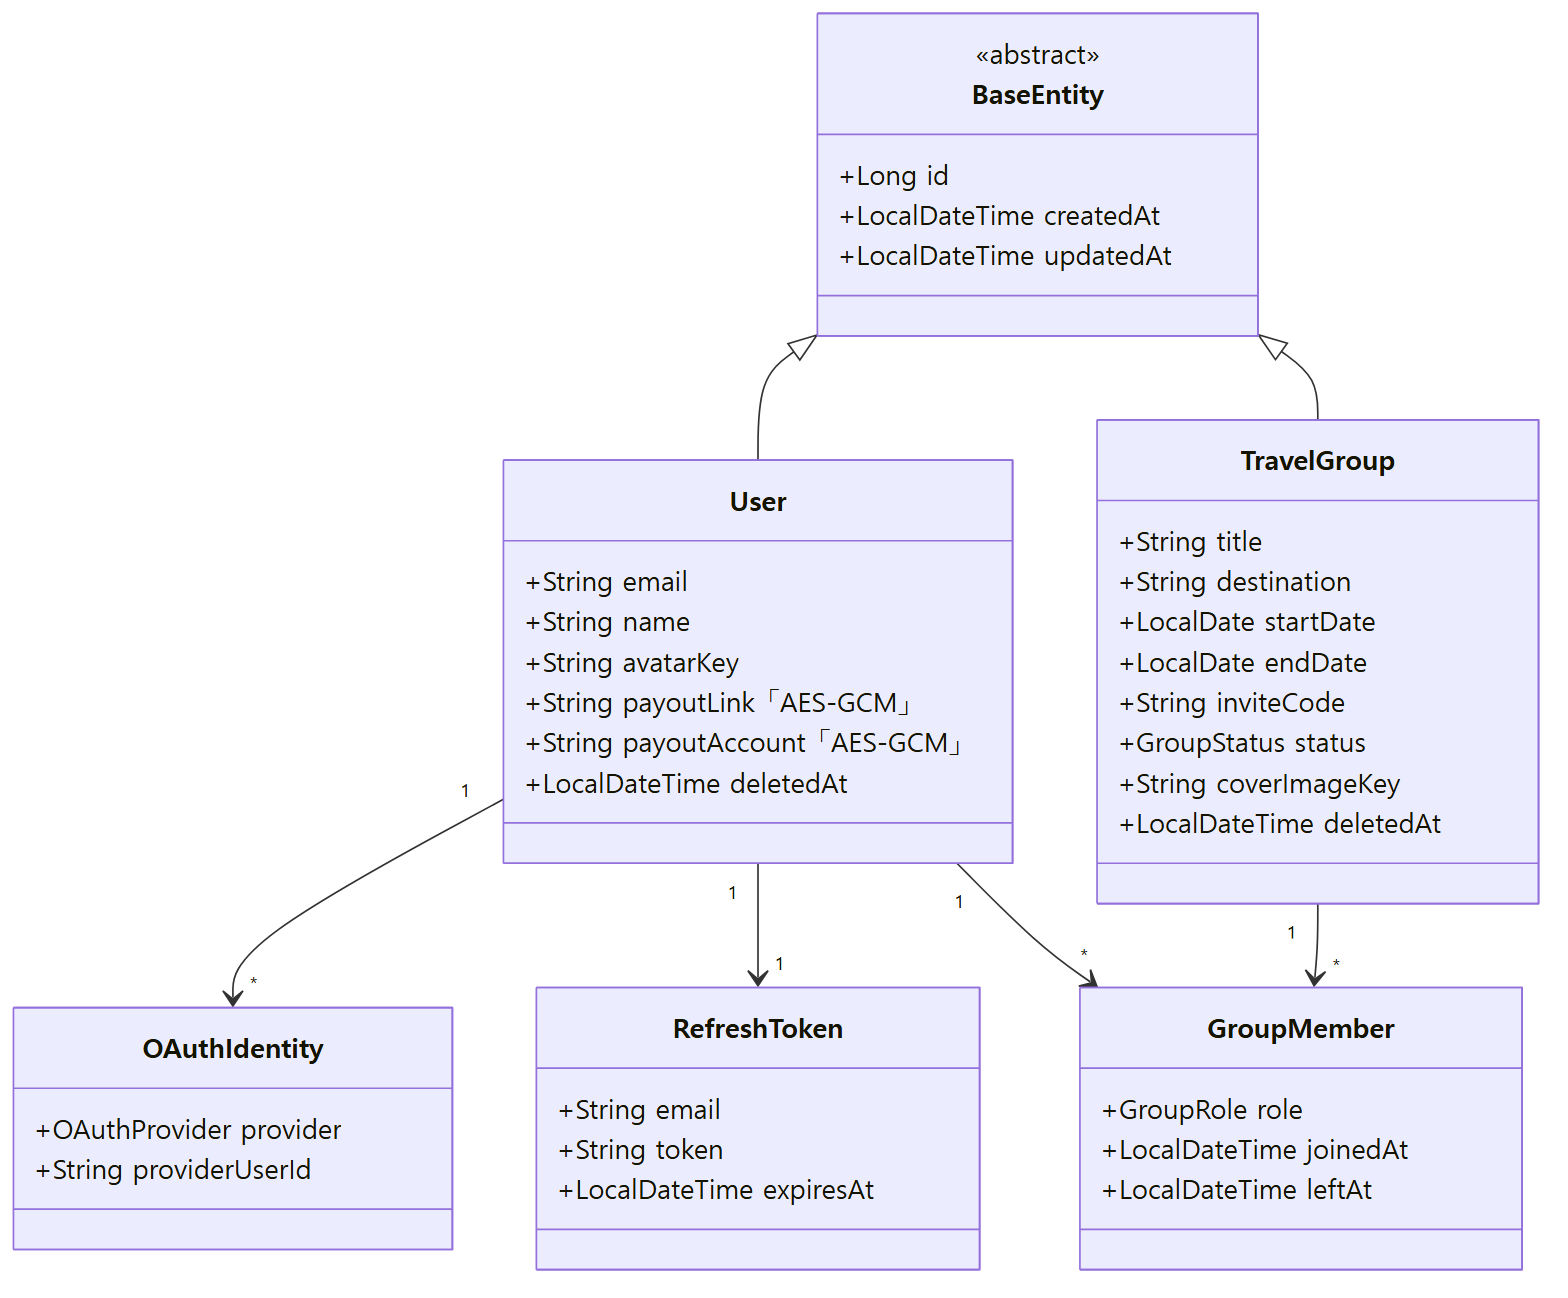 «abstract»
BaseEntity
+Long id
+LocalDateTime createdAt
+LocalDateTime updatedAt
User
+String email
+String name
+String avatarKey
+String payoutLink「AES-GCM」
+String payoutAccount「AES-GCM」
+LocalDateTime deletedAt
TravelGroup
+String title
+String destination
+LocalDate startDate
+LocalDate endDate
+String inviteCode
+GroupStatus status
+String coverImageKey
+LocalDateTime deletedAt
1
*
1
1
1
*
1
*
OAuthIdentity
+OAuthProvider provider
+String providerUserId
RefreshToken
+String email
+String token
+LocalDateTime expiresAt
GroupMember
+GroupRole role
+LocalDateTime joinedAt
+LocalDateTime leftAt